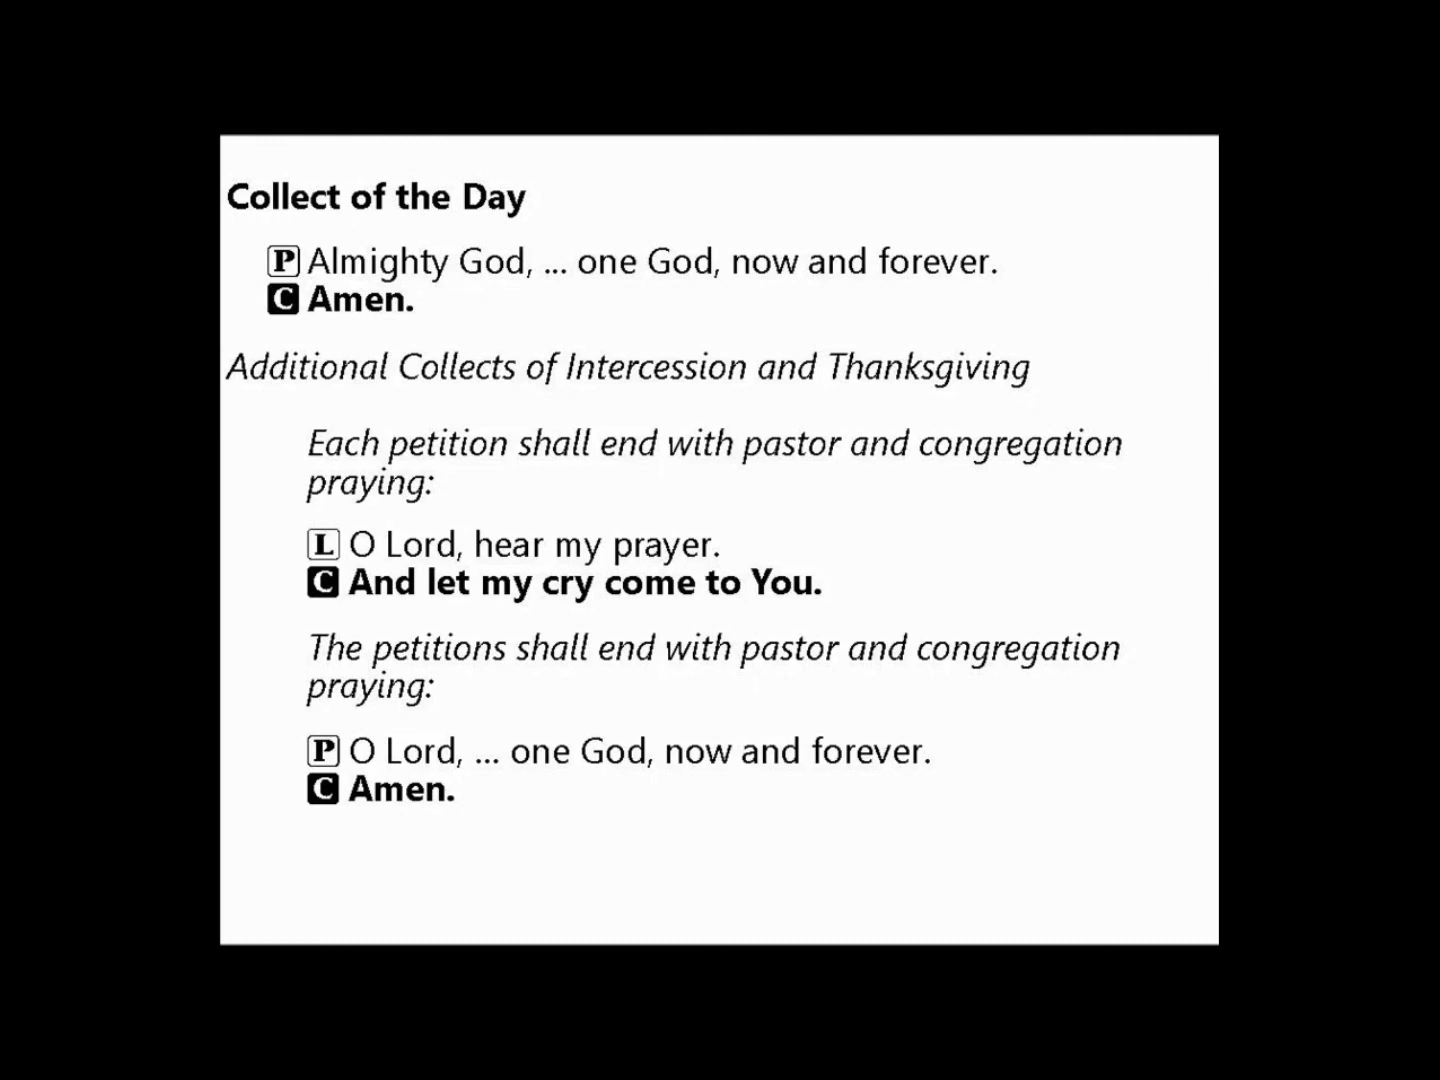 Collect of the Day
P Almighty God, ... one God, now and forever.
C Amen.
Additional Collects of Intercession and Thanksgiving
Each petition shall end with pastor and congregation
praying:
L O Lord, hear my prayer.
C And let my cry come to You.
The petitions shall end with pastor and congregation
praying:
P O Lord, ... one God, now and forever.
C Amen.